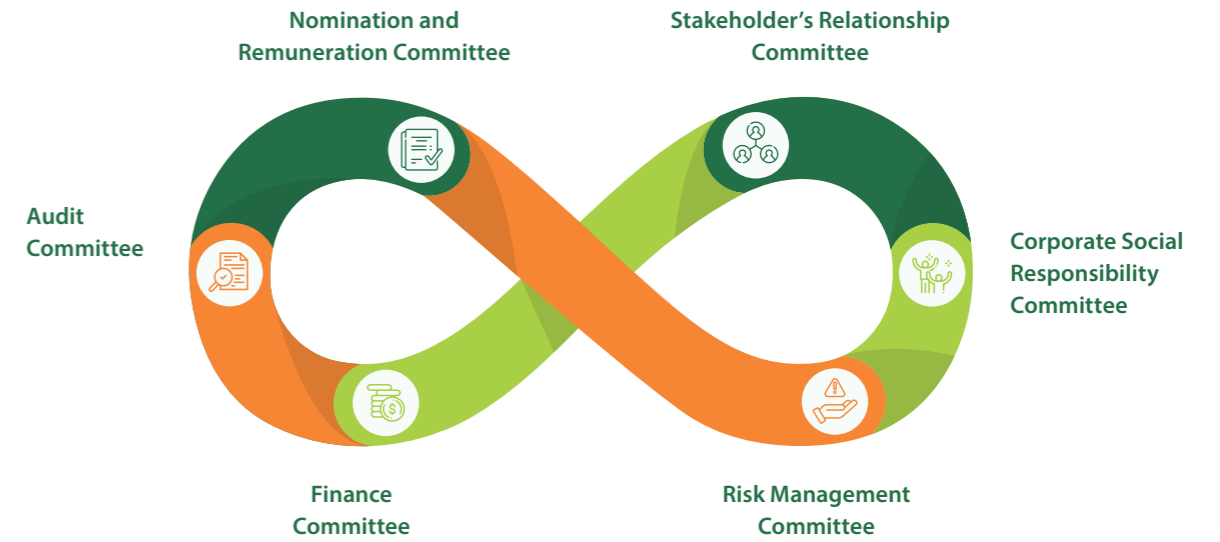 Nomination and
Remuneration Committee
Stakeholder’s Relationship
Committee
Audit
Committee
Corporate Social
Responsibility
Committee
Finance
Committee
Risk Management
Committee